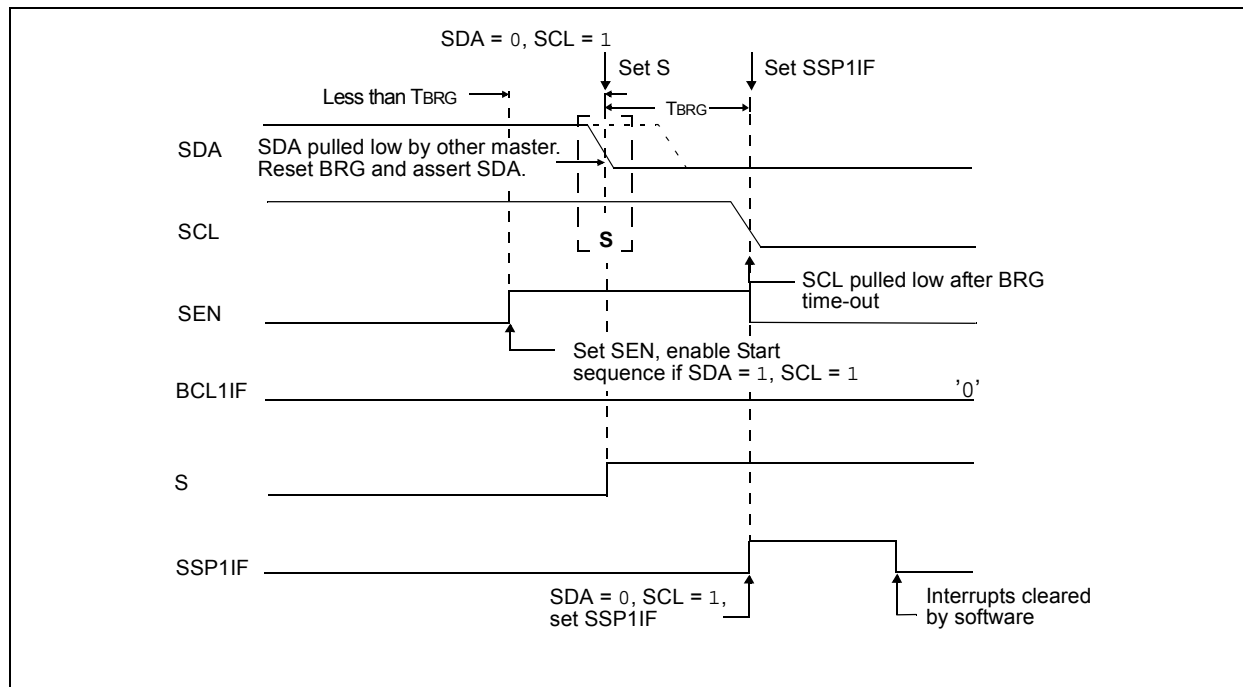 SDA = 0, SCL = 1
Set S
Set SSP1IF
Less than TBRG
TBRG
SDA
SDA pulled low by other master.
Reset BRG and assert SDA.
SCL
S
SCL pulled low after BRG
time-out
SEN
Set SEN, enable Start
sequence if SDA = 1, SCL = 1
BCL1IF
'0'
S
SSP1IF
SDA = 0, SCL = 1,
set SSP1IF
Interrupts cleared
by software